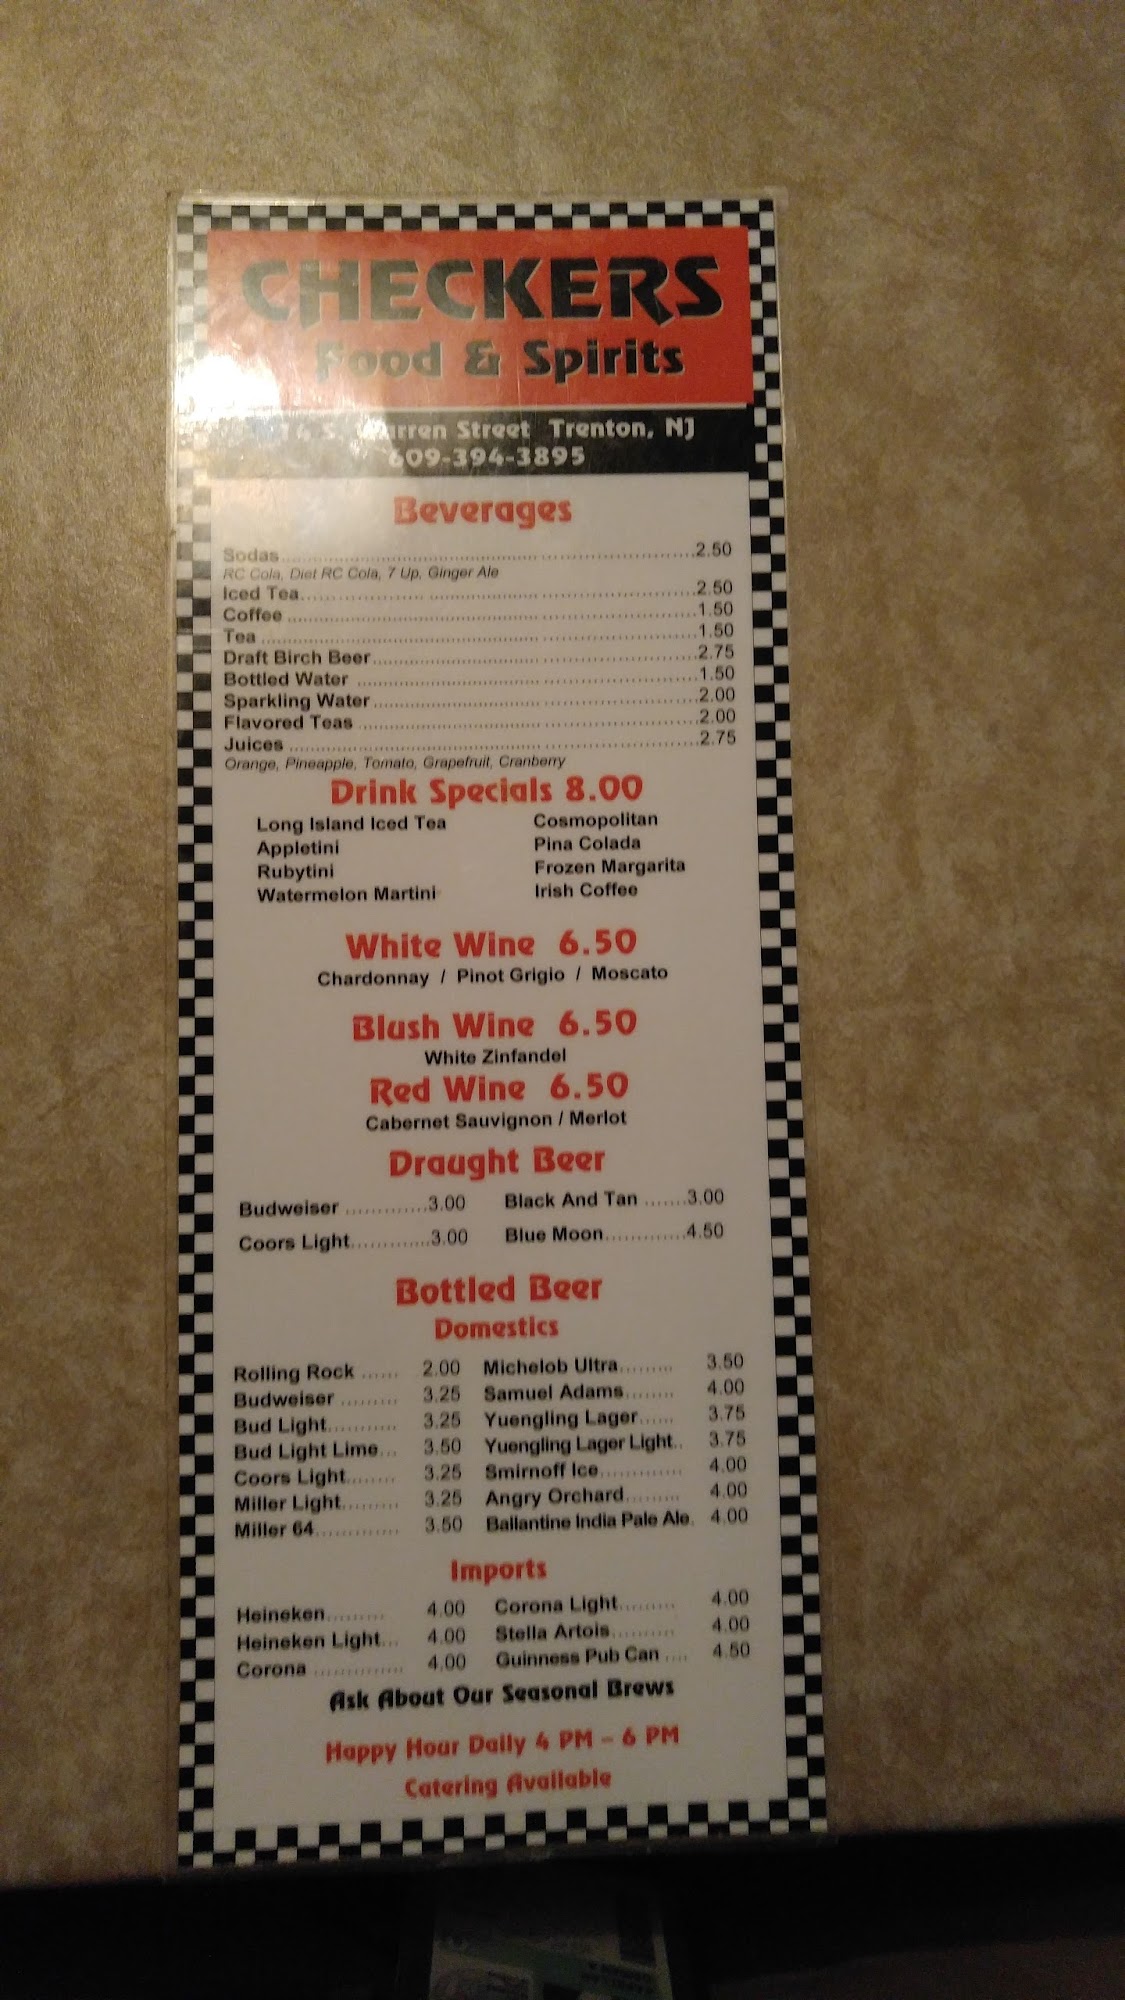 CHECKERS
Food & Spirits
14 S. Warren Street Trenton, NJ
609-394-3895
Beverages
Sodas 2.50
RC Cola, Diet RC Cola, 7 Up, Ginger Ale
Iced Tea 2.50
Coffee 1.50
Tea 1.50
Draft Birch Beer 2.75
Bottled Water 1.50
Sparkling Water 2.00
Flavored Teas 2.00
Juices 2.75
Orange, Pineapple, Tomato, Grapefruit, Cranberry
Drink Specials 8.00
Long Island Iced Tea Cosmopolitan
Appletini Pina Colada
Rubytini Frozen Margarita
Watermelon Martini Irish Coffee
White Wine 6.50
Chardonnay / Pinot Grigio / Moscato
Blush Wine 6.50
White Zinfandel
Red Wine 6.50
Cabernet Sauvignon / Merlot
Draught Beer
Budweiser 3.00 Black And Tan 3.00
Coors Light 3.00 Blue Moon 4.50
Bottled Beer
Domestics
Rolling Rock 2.00 Michelob Ultra 3.50
Budweiser 3.25 Samuel Adams 4.00
Bud Light 3.25 Yuengling Lager 3.75
Bud Light Lime 3.50 Yuengling Lager Light 3.75
Coors Light 3.25 Smirnoff Ice 4.00
Miller Light 3.25 Angry Orchard 4.00
Miller 64 3.50 Ballantine India Pale Ale 4.00
Imports
Heineken 4.00 Corona Light 4.00
Heineken Light 4.00 Stella Artois 4.00
Corona 4.00 Guinness Pub Can 4.50
Ask About Our Seasonal Brews
Happy Hour Daily 4 PM – 6 PM
Catering Available